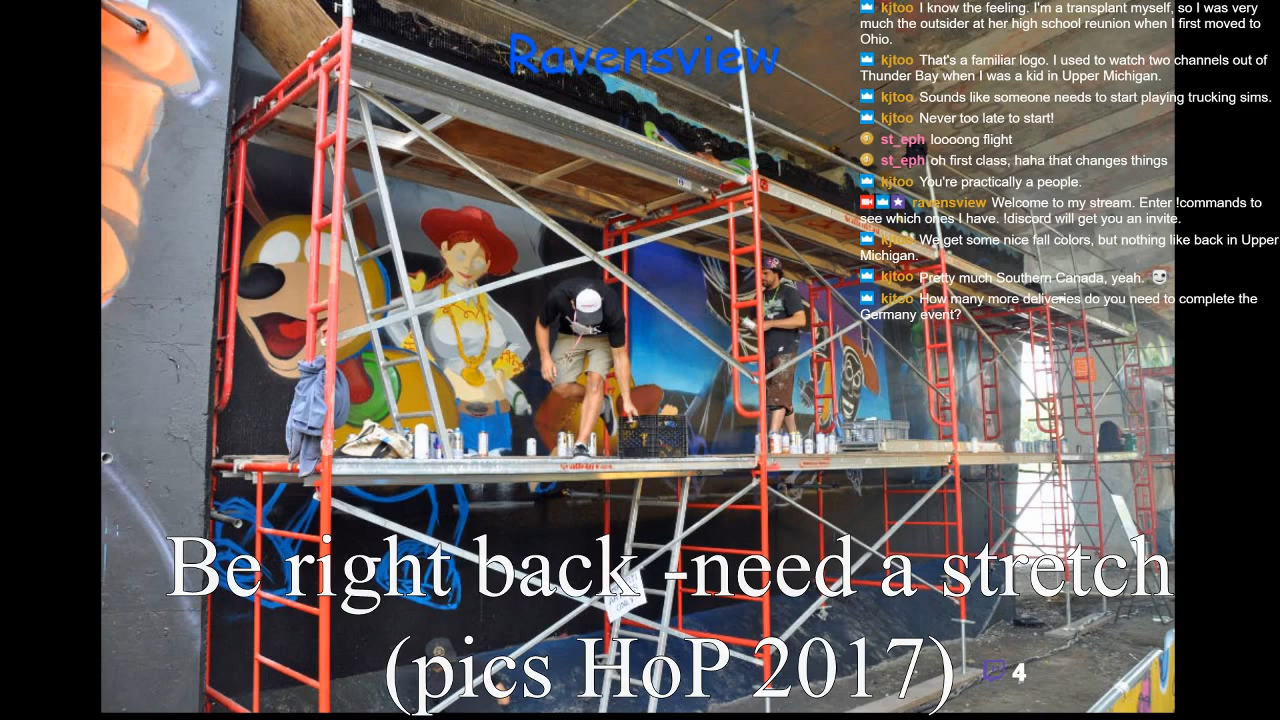 kjtoo I know the feeling. I'm a transplant myself, so I was very
much the outsider at her high school reunion when I first moved to
Ohio.
Ravensview
kjtoo That's a familiar logo. I used to watch two channels out of
Thunder Bay when I was a kid in Upper Michigan.
kjtoo Sounds like someone needs to start playing trucking sims.
kjtoo Never too late to start!
st_eph loooong flight
st_eph oh first class, haha that changes things
kjtoo You're practically a people.
ravensview Welcome to my stream. Enter !commands to
see which ones I have. !discord will get you an invite.
kjtoo We get some nice fall colors, but nothing like back in Upper
Michigan.
kjtoo Pretty much Southern Canada, yeah.
kjtoo How many more deliveries do you need to complete the
Germany event?
Be right back -need a stretch
(pics HoP 2017)
4